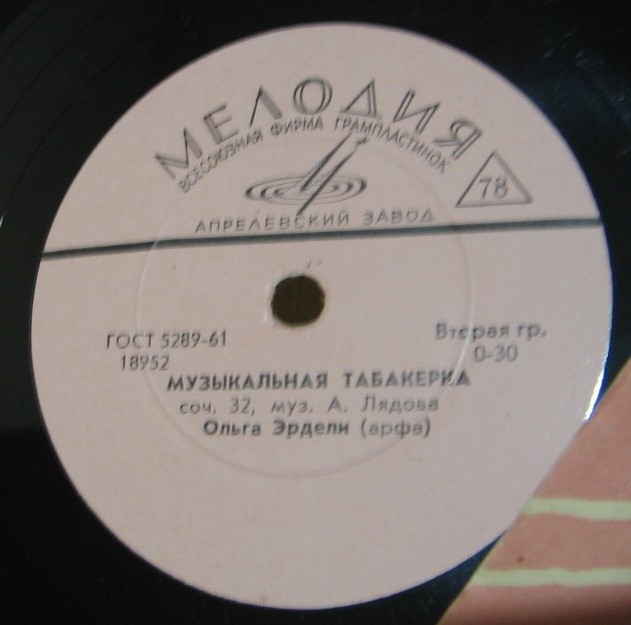 МЕЛОДИЯ
ВСЕСОЮЗНАЯ ФИРМА ГРАМПЛАСТИНОК
78
АПРЕЛЕВСКИЙ ЗАВОД
ГОСТ 5289-61
18952
Вторая гр.
0-30
МУЗЫКАЛЬНАЯ ТАБАКЕРКА
соч. 32, муз. А. Лядова
Ольга Эрдели (арфа)